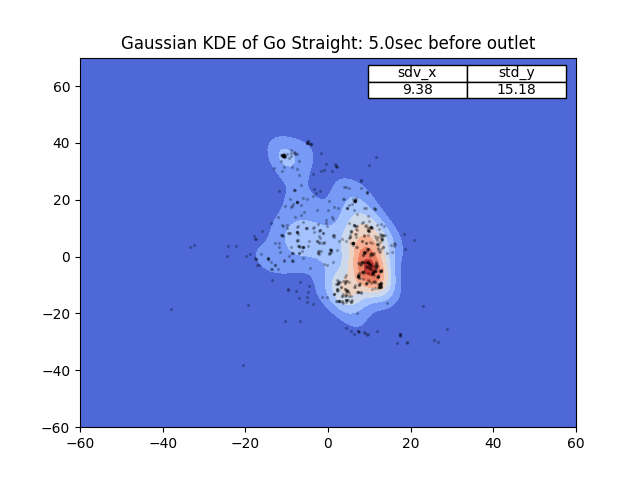 Gaussian KDE of Go Straight: 5.0sec before outlet
sdv_x std_y
9.38 15.18
60
40
20
0
−20
−40
−60
−60 −40 −20 0 20 40 60